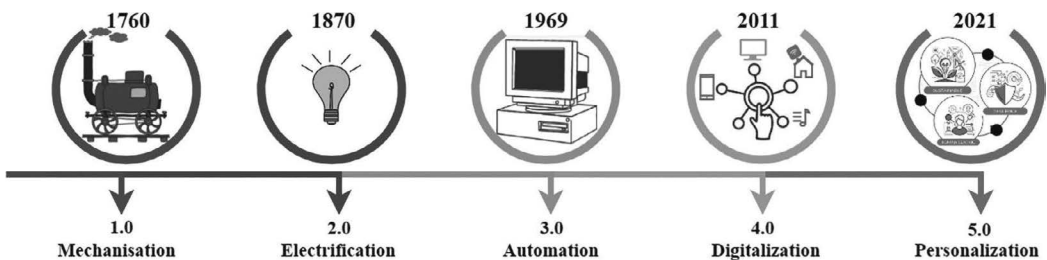 1760
1870
1969
2011
2021
1.0
Mechanisation
2.0
Electrification
3.0
Automation
4.0
Digitalization
5.0
Personalization